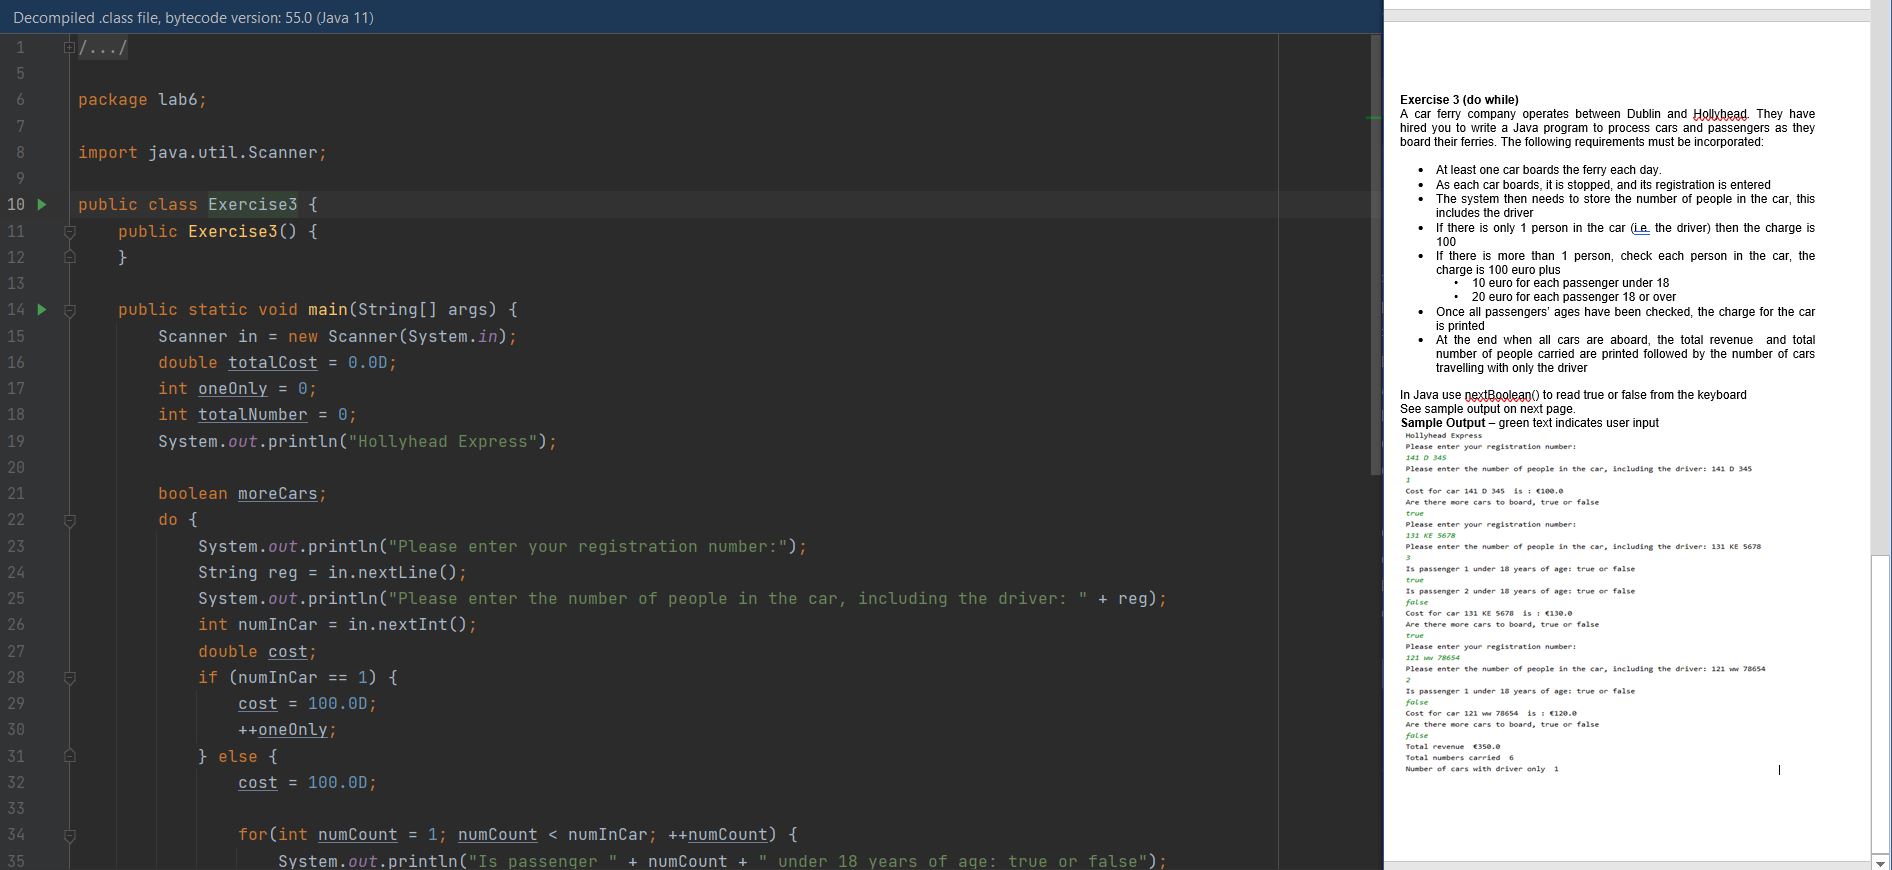 Decompiled .class file, bytecode version: 55.0 (Java 11)
1 /.../
5
6 package lab6;
7
8 import java.util.Scanner;
9
10 public class Exercise3 {
11 public Exercise3() {
12 }
13
14 public static void main(String[] args) {
15 Scanner in = new Scanner(System.in);
16 double totalCost = 0.0D;
17 int oneOnly = 0;
18 int totalNumber = 0;
19 System.out.println("Hollyhead Express");
20
21 boolean moreCars;
22 do {
23 System.out.println("Please enter your registration number:");
24 String reg = in.nextLine();
25 System.out.println("Please enter the number of people in the car, including the driver: " + reg);
26 int numInCar = in.nextInt();
27 double cost;
28 if (numInCar == 1) {
29 cost = 100.0D;
30 ++oneOnly;
31 } else {
32 cost = 100.0D;
33
34 for(int numCount = 1; numCount < numInCar; ++numCount) {
35 System.out.println("Is passenger " + numCount + " under 18 years of age: true or false");
Exercise 3 (do while)
A car ferry company operates between Dublin and Hollyhead. They have
hired you to write a Java program to process cars and passengers as they
board their ferries. The following requirements must be incorporated:
• At least one car boards the ferry each day.
• As each car boards, it is stopped, and its registration is entered
• The system then needs to store the number of people in the car, this
includes the driver
• If there is only 1 person in the car (i.e. the driver) then the charge is
100
• If there is more than 1 person, check each person in the car, the
charge is 100 euro plus
• 10 euro for each passenger under 18
• 20 euro for each passenger 18 or over
• Once all passengers' ages have been checked, the charge for the car
is printed
• At the end when all cars are aboard, the total revenue and total
number of people carried are printed followed by the number of cars
travelling with only the driver
In Java use nextBoolean() to read true or false from the keyboard
See sample output on next page.
Sample Output – green text indicates user input
Hollyhead Express
Please enter your registration number:
141 D 345
Please enter the number of people in the car, including the driver: 141 D 345
1
Cost for car 141 D 345 is : €100.0
Are there more cars to board, true or false
true
Please enter your registration number:
131 KE 5678
Please enter the number of people in the car, including the driver: 131 KE 5678
3
Is passenger 1 under 18 years of age: true or false
true
Is passenger 2 under 18 years of age: true or false
false
Cost for car 131 KE 5678 is : €130.0
Are there more cars to board, true or false
true
Please enter your registration number:
121 ww 78654
Please enter the number of people in the car, including the driver: 121 ww 78654
2
Is passenger 1 under 18 years of age: true or false
false
Cost for car 121 ww 78654 is : €120.0
Are there more cars to board, true or false
false
Total revenue €350.0
Total numbers carried 6
Number of cars with driver only 1